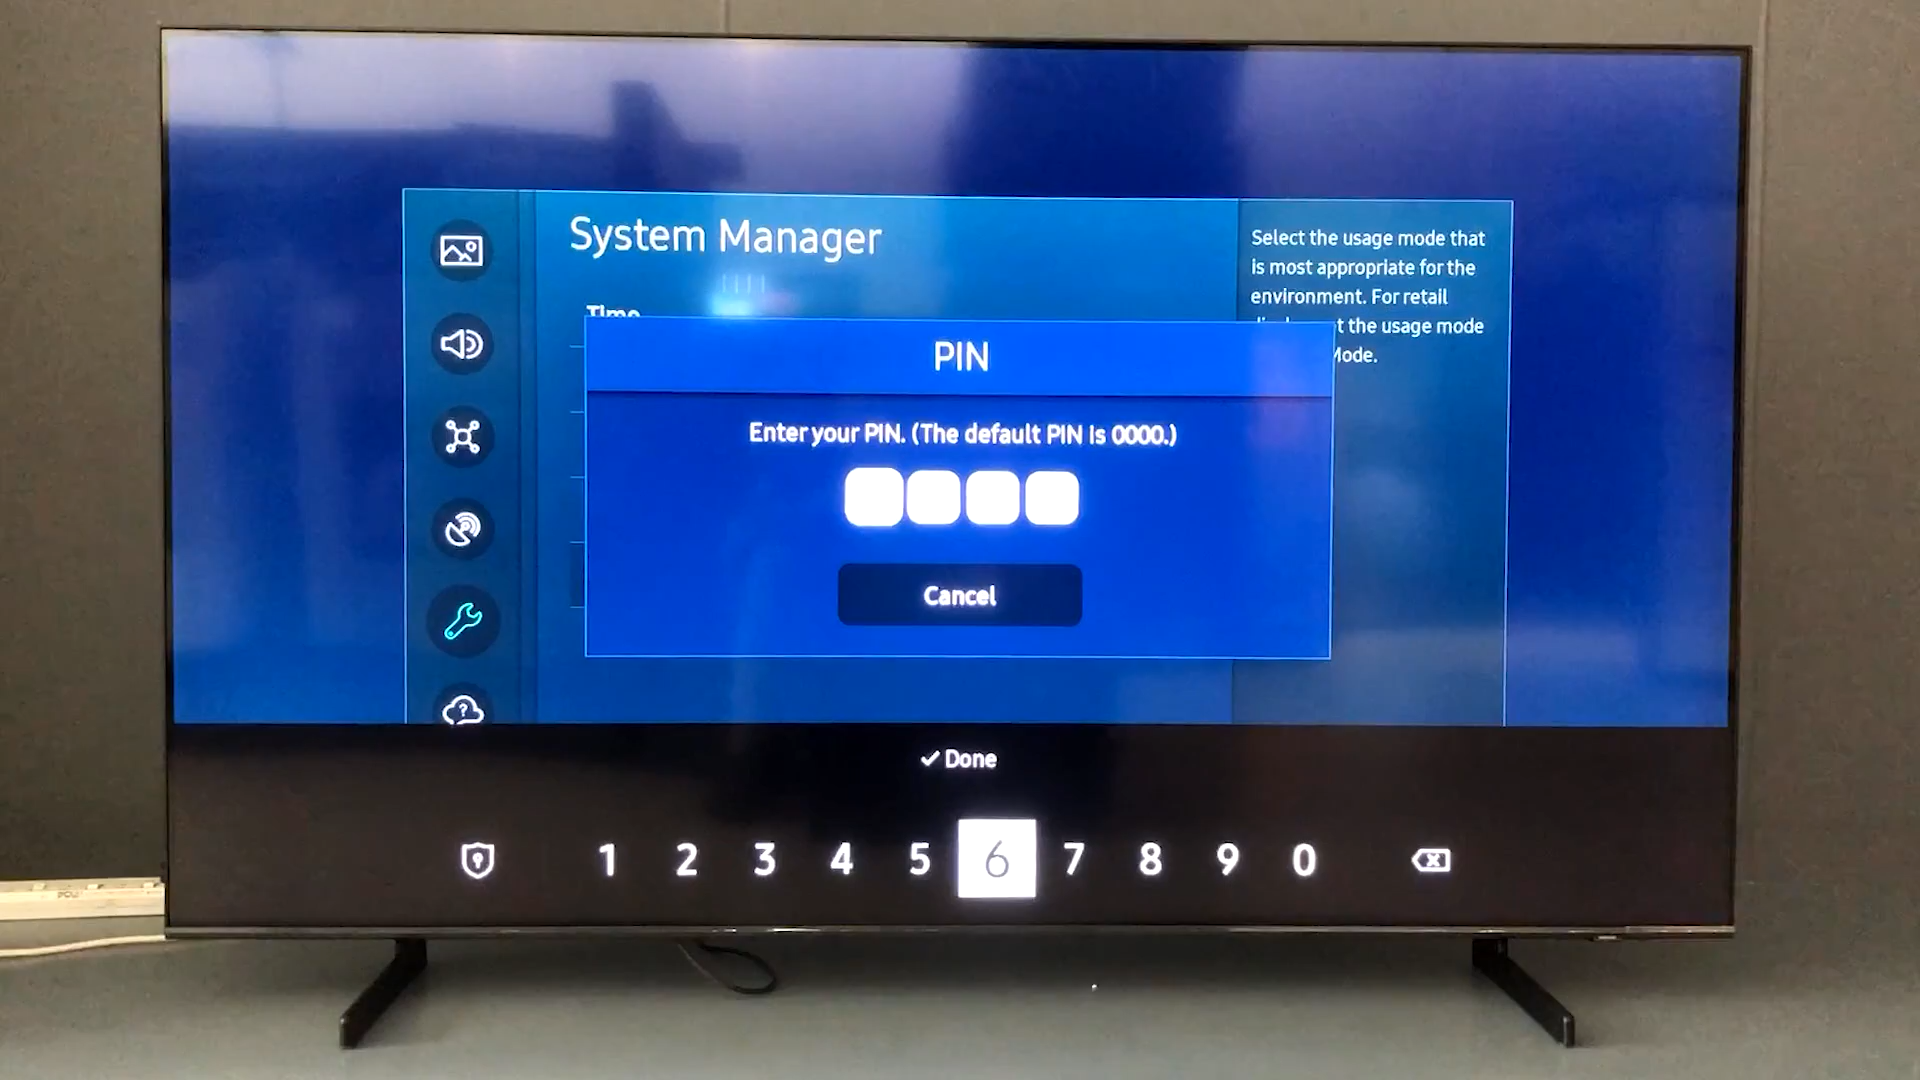 System Manager
Time
Select the usage mode that
is most appropriate for the
environment. For retail
t the usage mode
Mode.
PIN
Enter your PIN. (The default PIN is 0000.)
Cancel
Done
1 2 3 4 5 6 7 8 9 0